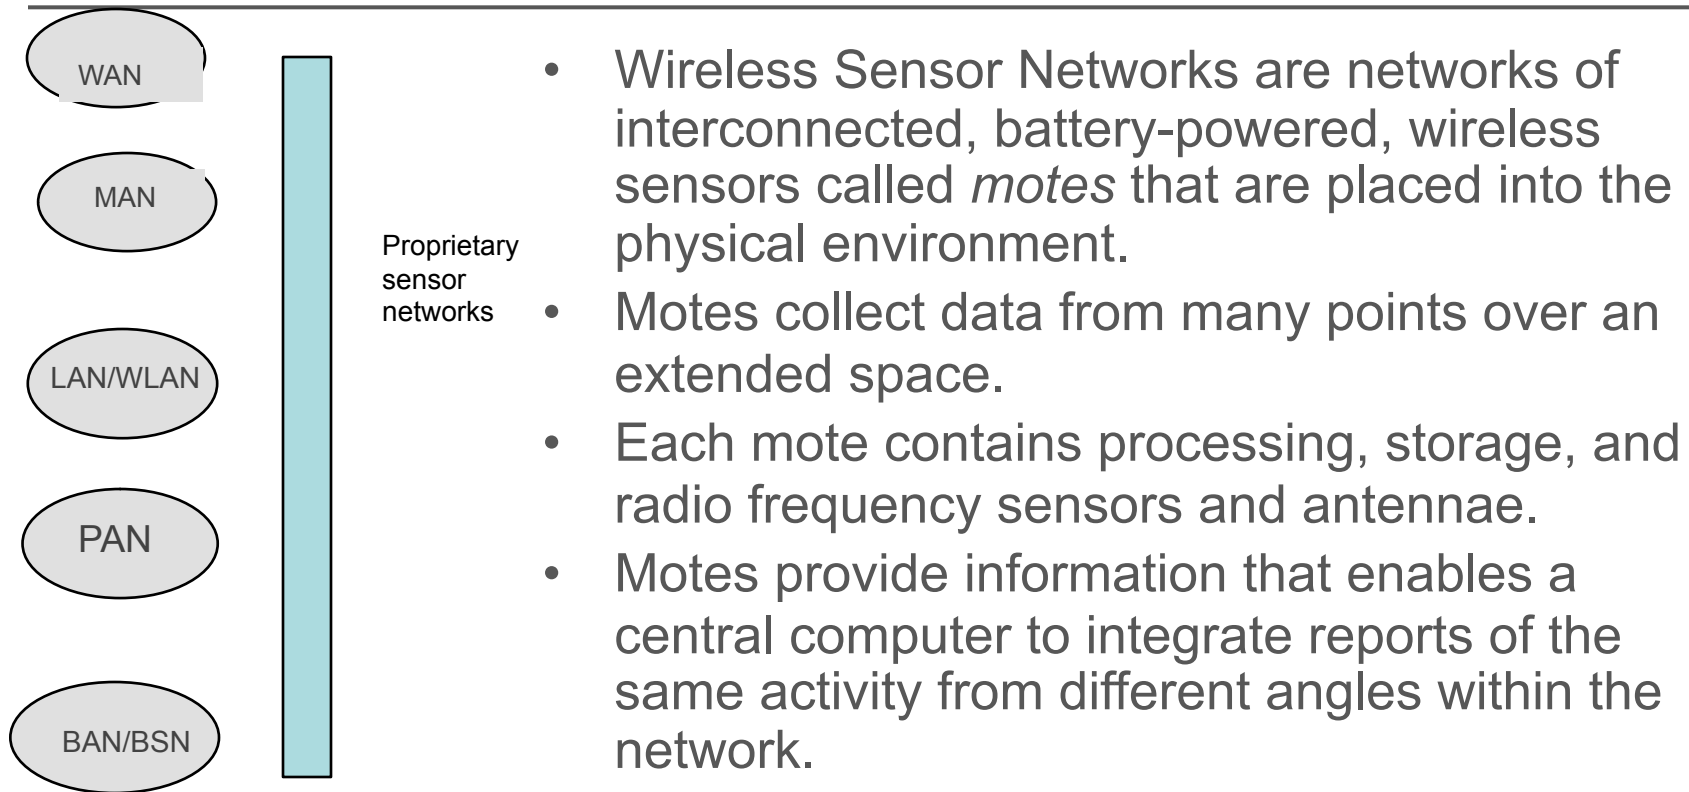 WAN
MAN
LAN/WLAN
PAN
BAN/BSN
Proprietary
sensor
networks
• Wireless Sensor Networks are networks of
interconnected, battery-powered, wireless
sensors called motes that are placed into the
physical environment.
• Motes collect data from many points over an
extended space.
• Each mote contains processing, storage, and
radio frequency sensors and antennae.
• Motes provide information that enables a
central computer to integrate reports of the
same activity from different angles within the
network.